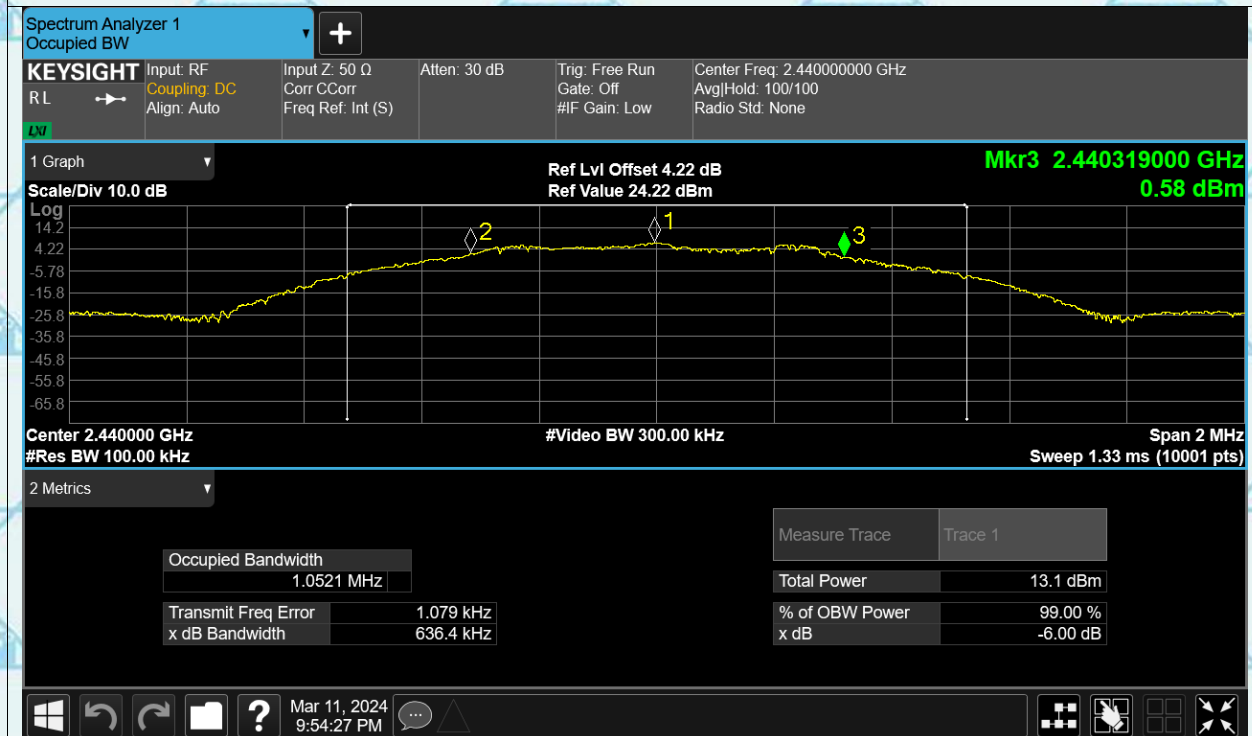 Spectrum Analyzer 1
Occupied BW
+
KEYSIGHT
RL
LXI
Input: RF
Coupling: DC
Align: Auto
Input Z: 50 Ω
Corr CCorr
Freq Ref: Int (S)
Atten: 30 dB
Trig: Free Run
Gate: Off
#IF Gain: Low
Center Freq: 2.440000000 GHz
Avg|Hold: 100/100
Radio Std: None
1 Graph
Scale/Div 10.0 dB
Ref Lvl Offset 4.22 dB
Ref Value 24.22 dBm
Mkr3 2.440319000 GHz
0.58 dBm
Log
14.2
4.22
-5.78
-15.8
-25.8
-35.8
-45.8
-55.8
-65.8
2
1
3
Center 2.440000 GHz
#Video BW 300.00 kHz
Span 2 MHz
#Res BW 100.00 kHz
Sweep 1.33 ms (10001 pts)
2 Metrics
Occupied Bandwidth
1.0521 MHz
Transmit Freq Error 1.079 kHz
x dB Bandwidth 636.4 kHz
Measure Trace Trace 1
Total Power 13.1 dBm
% of OBW Power 99.00 %
x dB -6.00 dB
?
Mar 11, 2024
9:54:27 PM